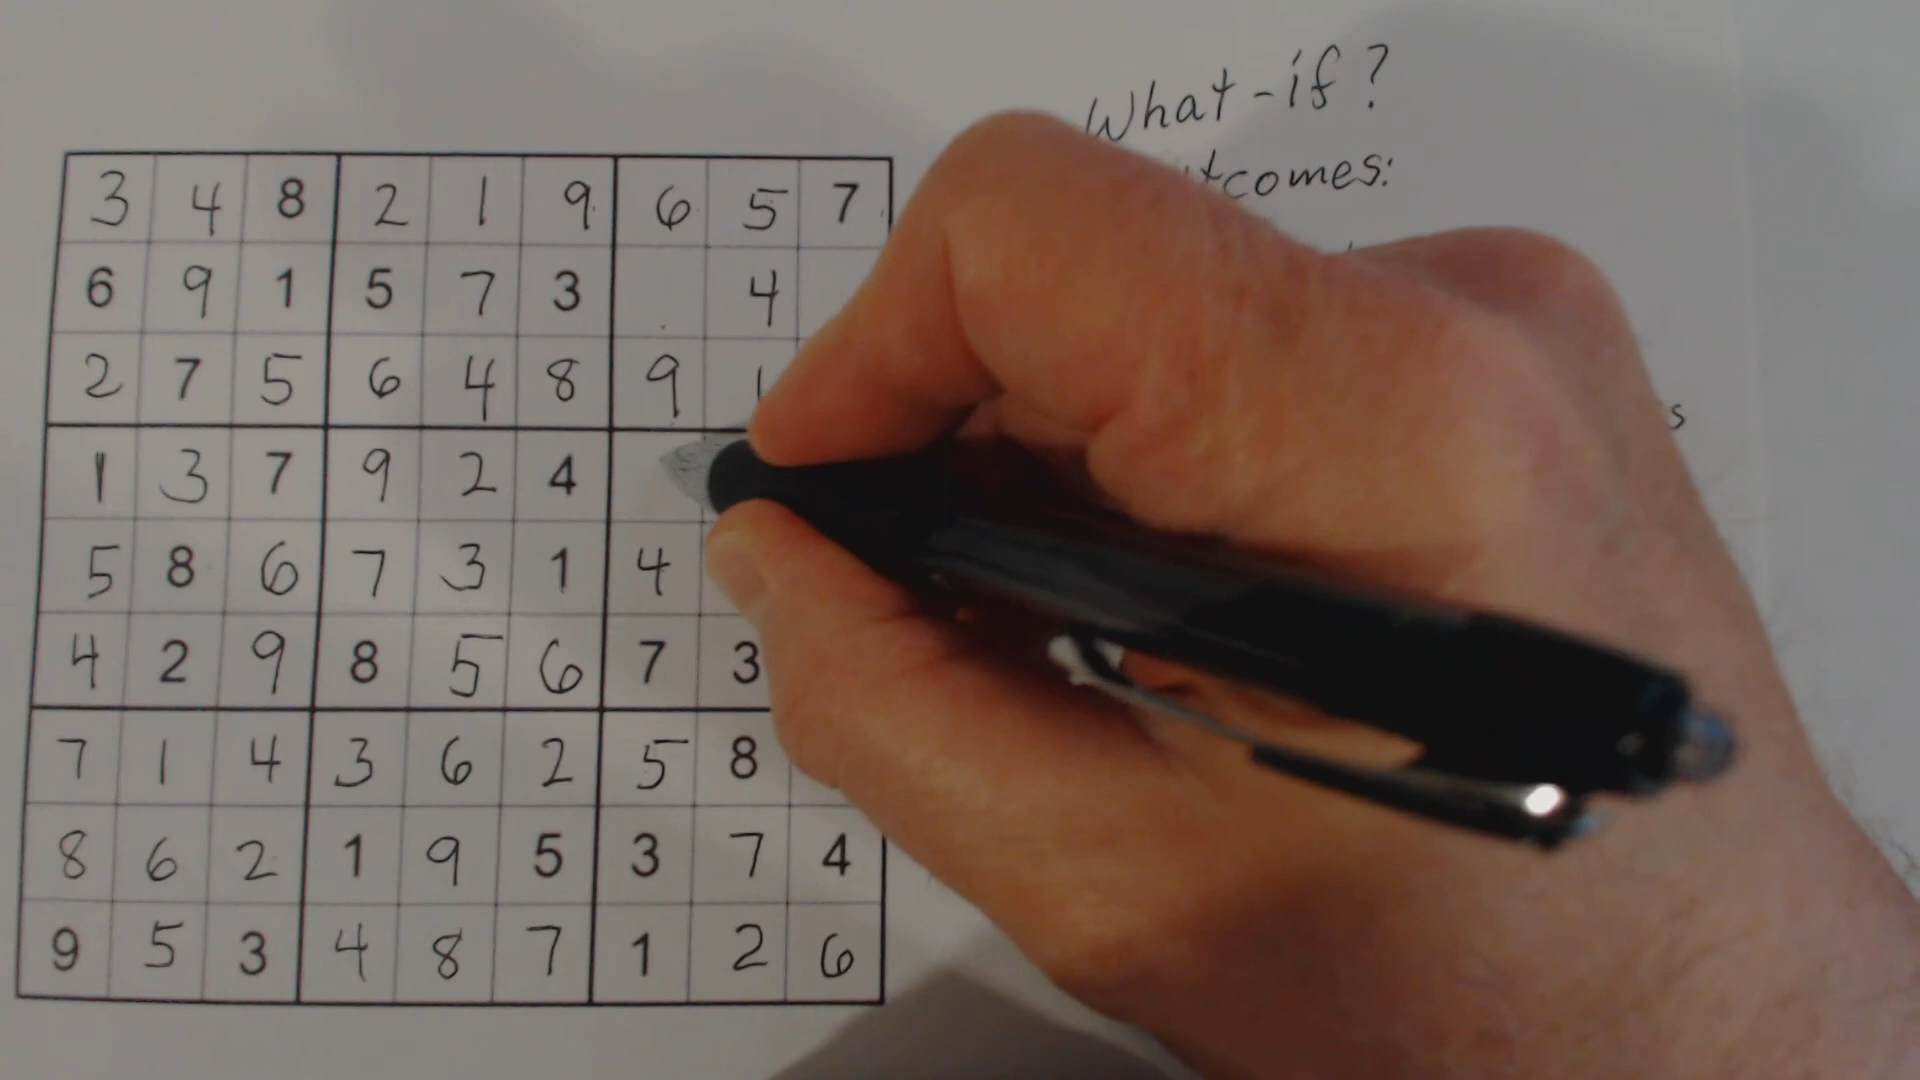 What-if?
comes:
3 4 8 2 1 9 6 5 7
6 9 1 5 7 3 4
2 7 5 6 4 8 9 1
1 3 7 9 2 4
5 8 6 7 3 1 4
4 2 9 8 5 6 7 3
7 1 4 3 6 2 5 8
8 6 2 1 9 5 3 7 4
9 5 3 4 8 7 1 2 6